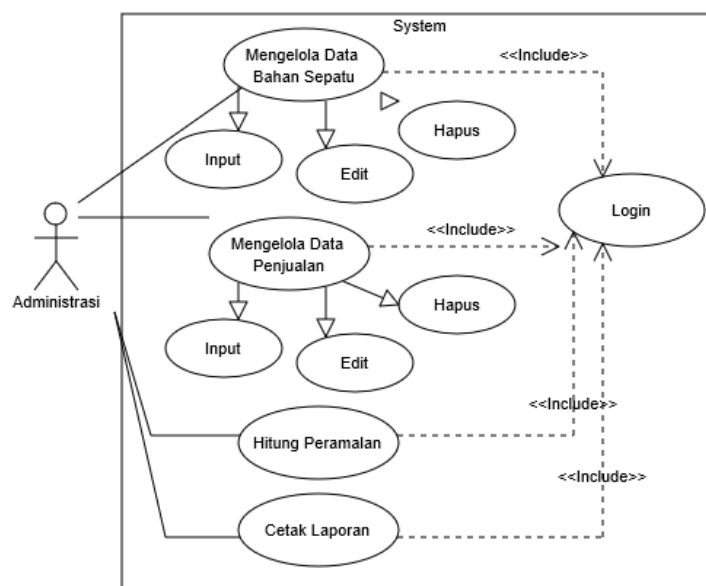 System
Mengelola Data
Bahan Sepatu
<<Include>>
Input
Edit
Hapus
Login
Administrasi
Mengelola Data
Penjualan
<<Include>>
Input
Edit
Hapus
Hitung Peramalan
<<Include>>
Cetak Laporan
<<Include>>